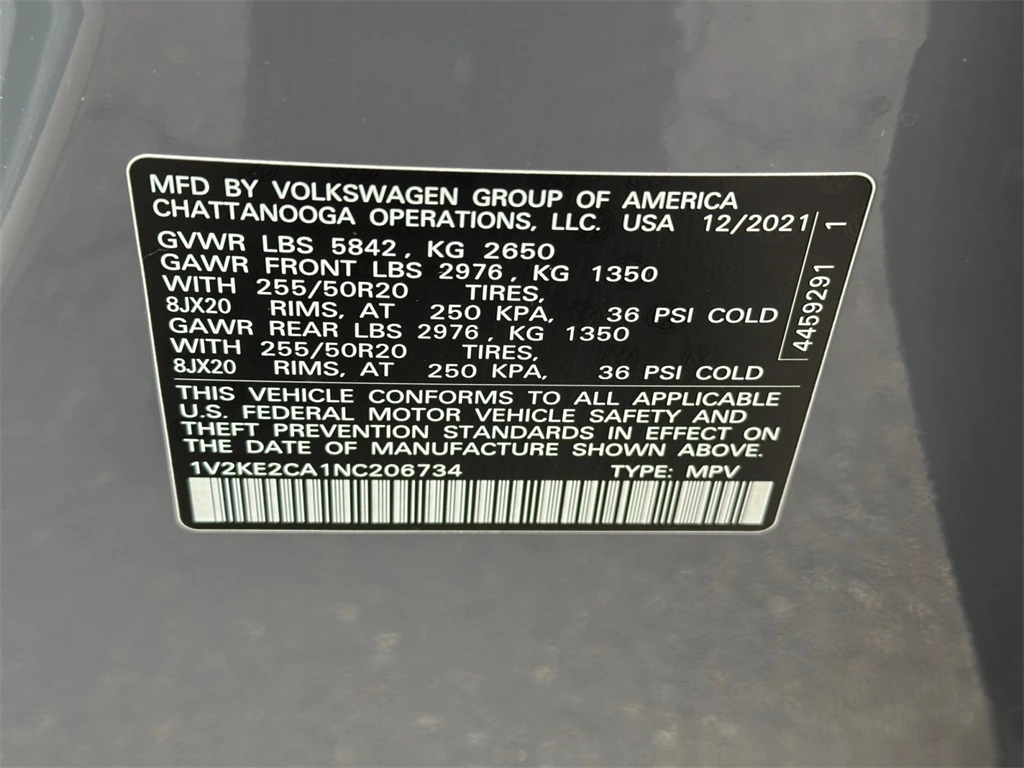 MFD BY VOLKSWAGEN GROUP OF AMERICA
CHATTANOOGA OPERATIONS, LLC. USA 12/2021
GVWR LBS 5842, KG 2650
GAWR FRONT LBS 2976, KG 1350
WITH 255/50R20 TIRES,
8JX20 RIMS, AT 250 KPA, 36 PSI COLD
GAWR REAR LBS 2976, KG 1350
WITH 255/50R20 TIRES,
8JX20 RIMS, AT 250 KPA, 36 PSI COLD
4459291 1
THIS VEHICLE CONFORMS TO ALL APPLICABLE
U.S. FEDERAL MOTOR VEHICLE SAFETY AND
THEFT PREVENTION STANDARDS IN EFFECT ON
THE DATE OF MANUFACTURE SHOWN ABOVE.
1V2KE2CA1NC206734 TYPE: MPV